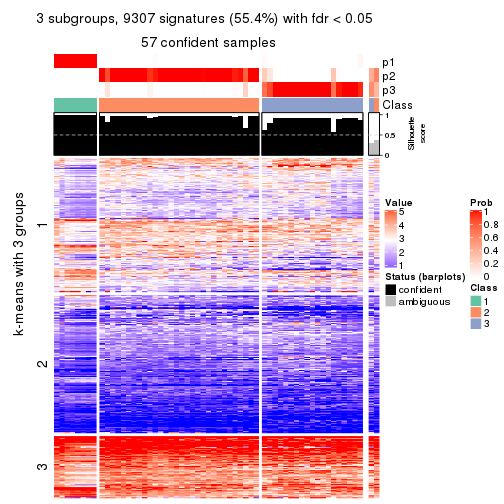 3 subgroups, 9307 signatures (55.4%) with fdr < 0.05
57 confident samples
p1
p2
p3
Class
1
0.5
0
Silhouette
score
k-means with 3 groups
1
2
3
Value
5
4
3
2
1
Status (barplots)
confident
ambiguous
Prob
1
0.8
0.6
0.4
0.2
0
Class
1
2
3